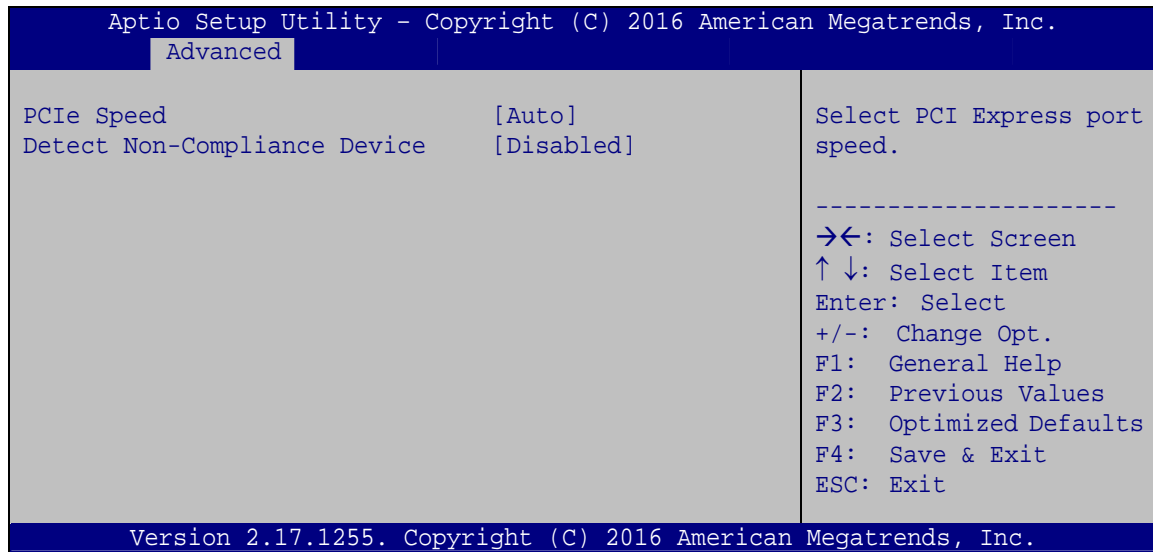 Aptio Setup Utility – Copyright (C) 2016 American Megatrends, Inc.
Advanced
PCIe Speed [Auto]
Detect Non-Compliance Device [Disabled]
Select PCI Express port
speed.
---------------------
→←: Select Screen
↑ ↓: Select Item
Enter: Select
+/-: Change Opt.
F1: General Help
F2: Previous Values
F3: Optimized Defaults
F4: Save & Exit
ESC: Exit
Version 2.17.1255. Copyright (C) 2016 American Megatrends, Inc.